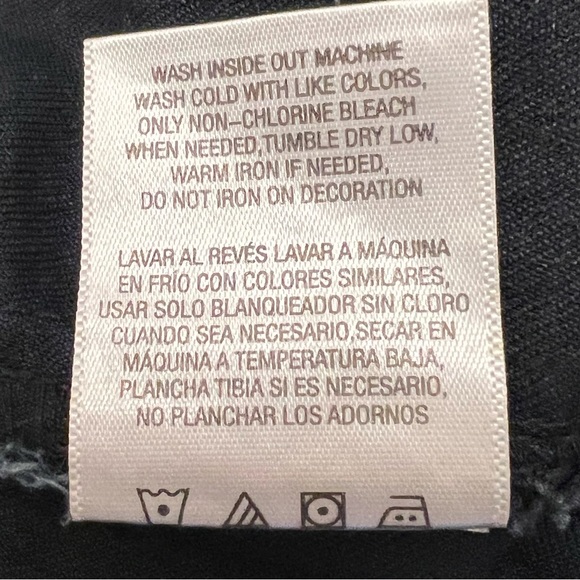 WASH INSIDE OUT MACHINE
WASH COLD WITH LIKE COLORS,
ONLY NON-CHLORINE BLEACH
WHEN NEEDED,TUMBLE DRY LOW,
WARM IRON IF NEEDED,
DO NOT IRON ON DECORATION
LAVAR AL REVÉS LAVAR A MÁQUINA
EN FRÍO CON COLORES SIMILARES,
USAR SOLO BLANQUEADOR SIN CLORO
CUANDO SEA NECESARIO,SECAR EN
MÁQUINA A TEMPERATURA BAJA,
PLANCHA TIBIA SI ES NECESARIO,
NO PLANCHAR LOS ADORNOS